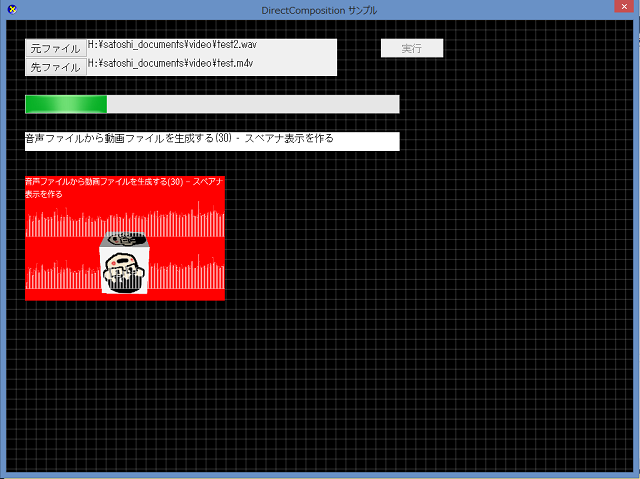 DirectComposition サンプル
元ファイル H:¥satoshi_documents¥video¥test2.wav
実行
先ファイル H:¥satoshi_documents¥video¥test.m4v
音声ファイルから動画ファイルを生成する(30) - スペアナ表示を作る
音声ファイルから動画ファイルを生成する(30) - スペアナ
表示を作る